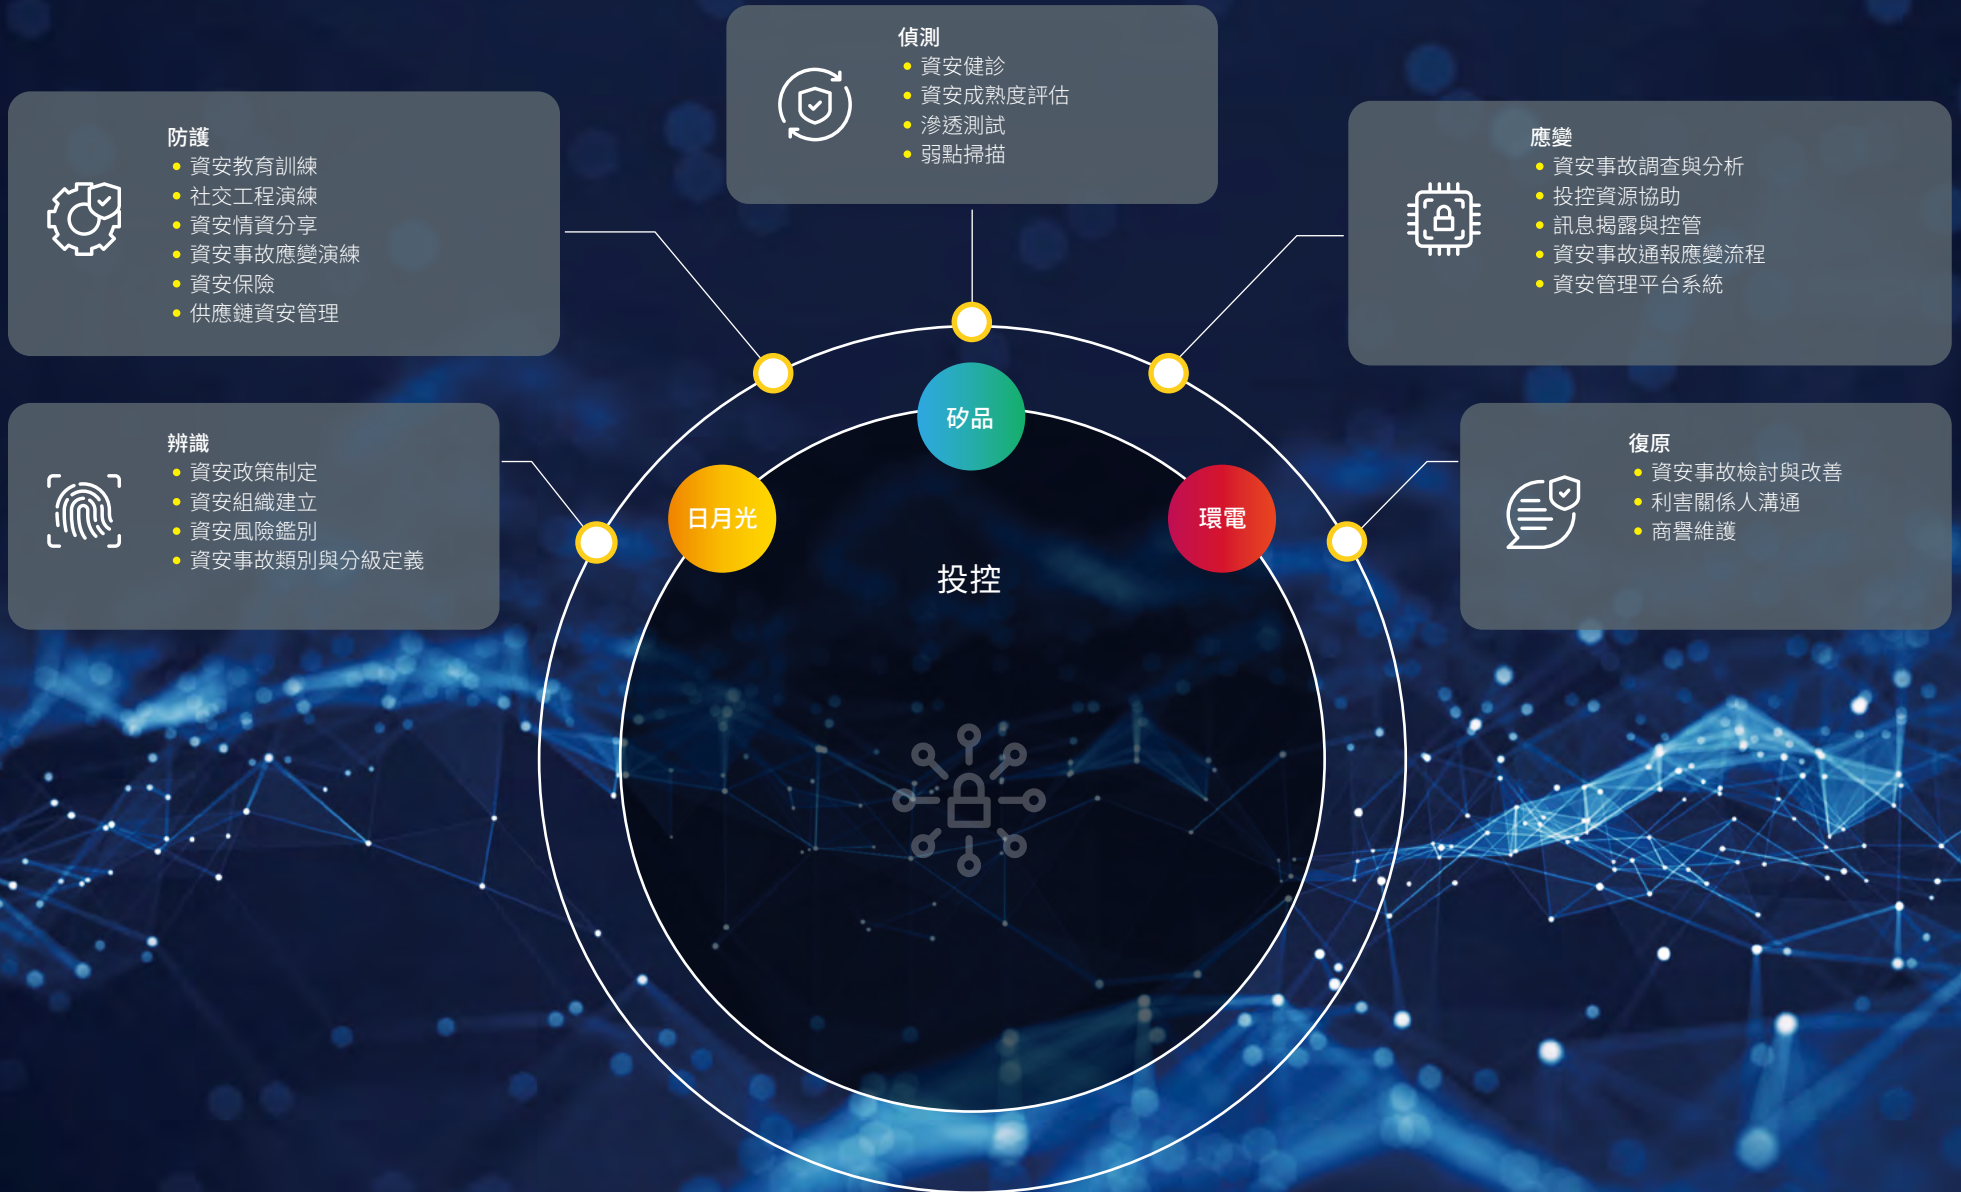 偵測
資安健診
資安成熟度評估
滲透測試
弱點掃描
防護
資安教育訓練
社交工程演練
資安情資分享
資安事故應變演練
資安保險
供應鏈資安管理
應變
資安事故調查與分析
投控資源協助
訊息揭露與控管
資安事故通報應變流程
資安管理平台系統
辨識
資安政策制定
資安組織建立
資安風險鑑別
資安事故類別與分級定義
復原
資安事故檢討與改善
利害關係人溝通
商譽維護
矽品
日月光
環電
投控